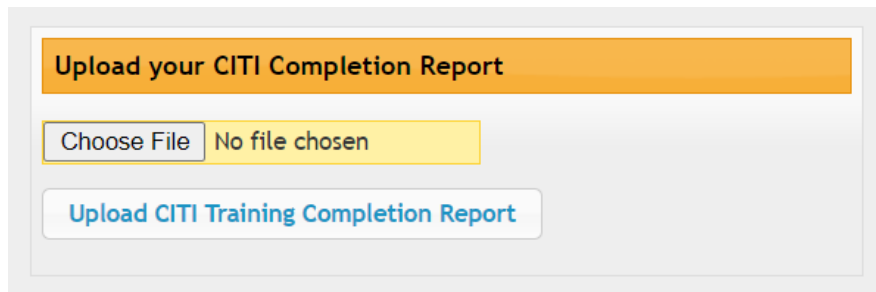 Upload your CITI Completion Report
Choose File No file chosen
Upload CITI Training Completion Report